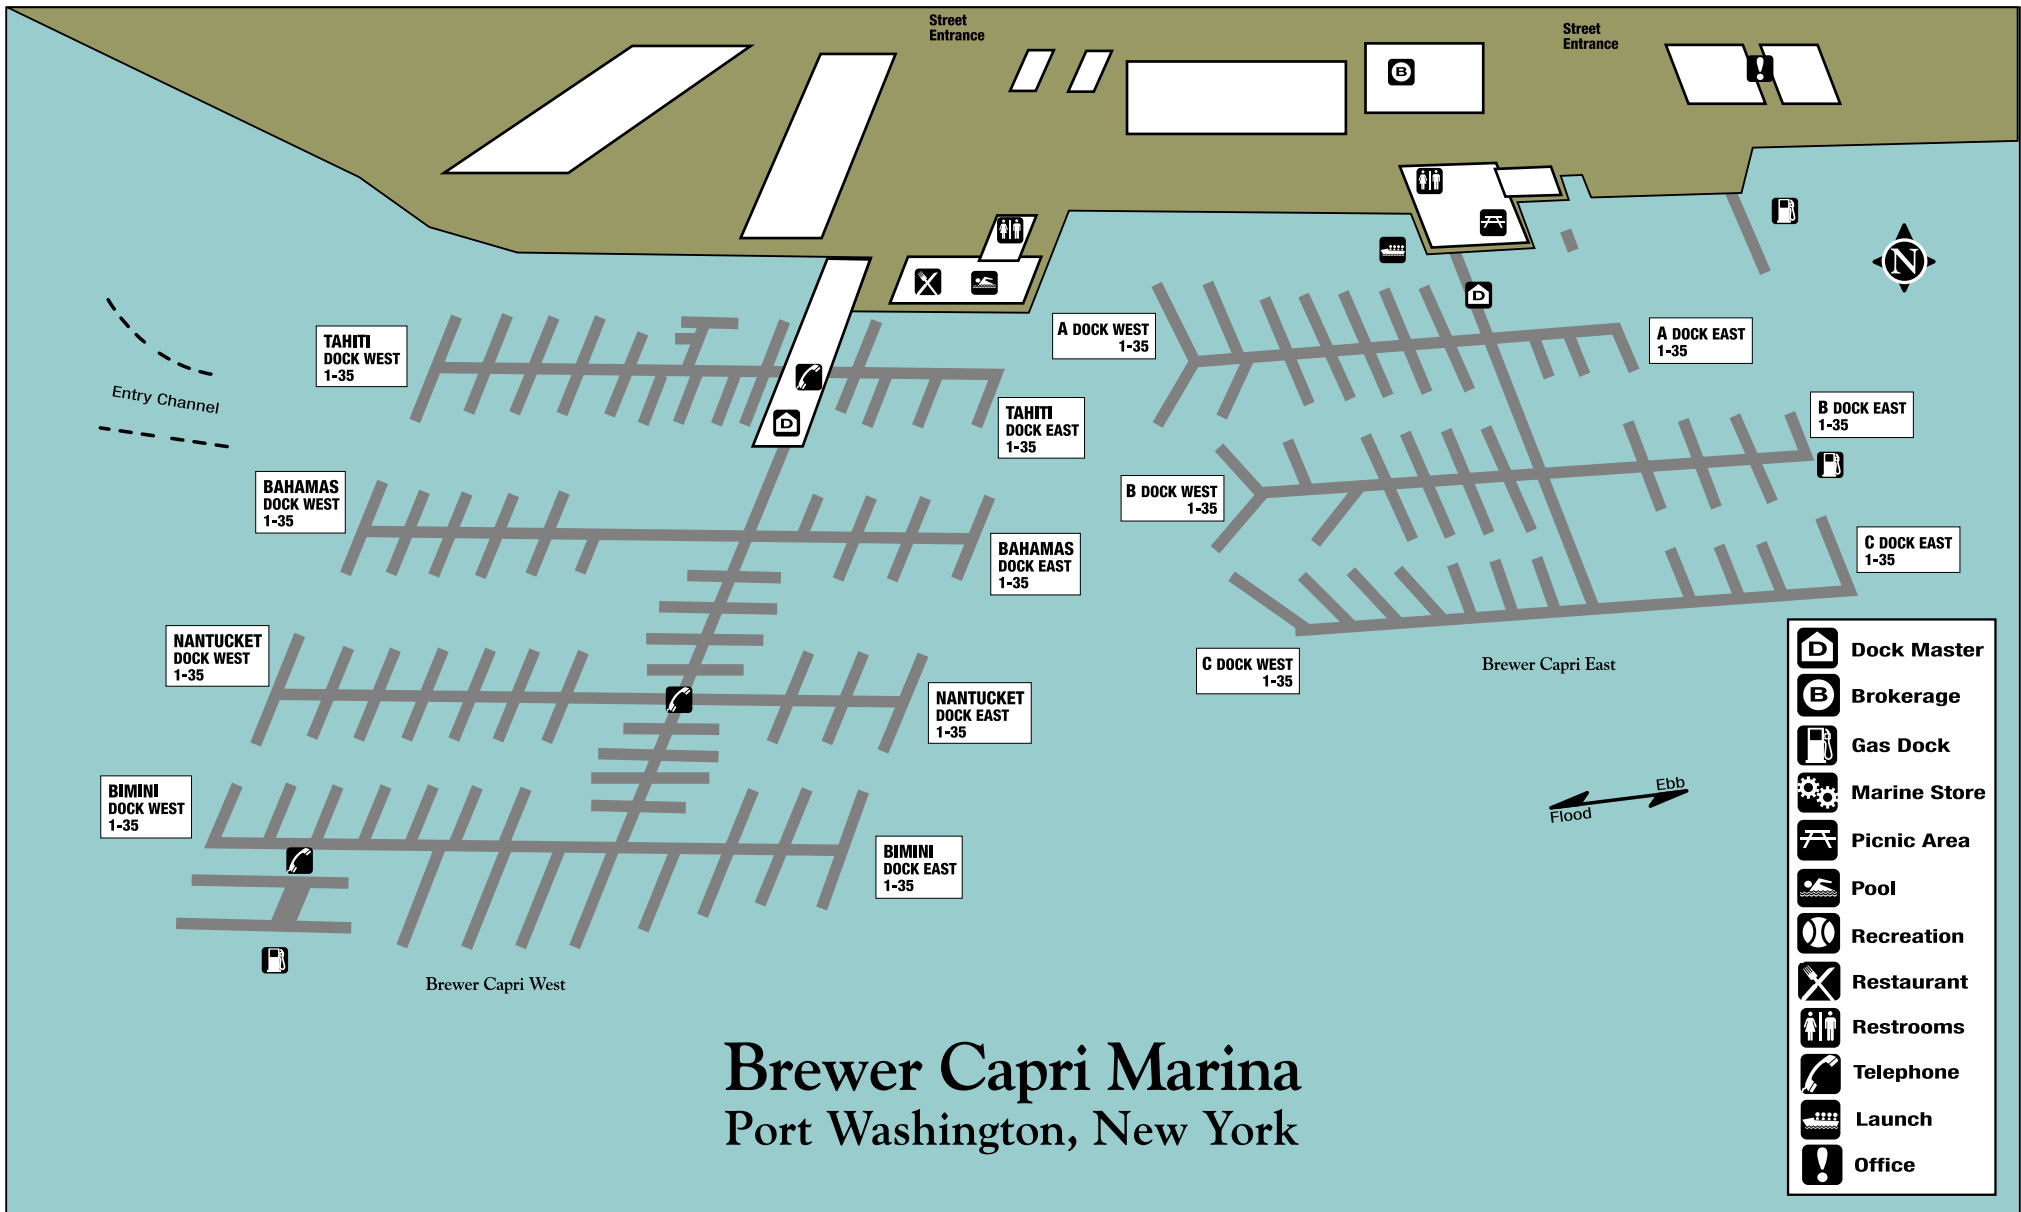 Street
Entrance
Street
Entrance
B
N
D
TAHITI
DOCK WEST
1-35
A DOCK WEST
1-35
A DOCK EAST
1-35
Entry Channel
D
TAHITI
DOCK EAST
1-35
B DOCK EAST
1-35
BAHAMAS
DOCK WEST
1-35
B DOCK WEST
1-35
BAHAMAS
DOCK EAST
1-35
C DOCK EAST
1-35
NANTUCKET
DOCK WEST
1-35
C DOCK WEST
1-35
Brewer Capri East
NANTUCKET
DOCK EAST
1-35
BIMINI
DOCK WEST
1-35
Ebb
Flood
BIMINI
DOCK EAST
1-35
Brewer Capri West
D Dock Master
B Brokerage
Gas Dock
Marine Store
Picnic Area
Pool
Recreation
Restaurant
Restrooms
Telephone
Launch
! Office
Brewer Capri Marina
Port Washington, New York